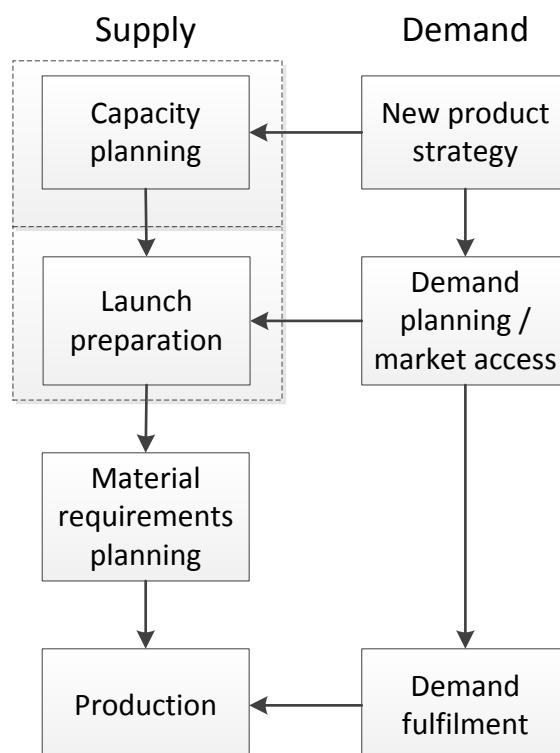 Supply
Demand
Capacity
planning
New product
strategy
Launch
preparation
Demand
planning /
market access
Material
requirements
planning
Production
Demand
fulfilment